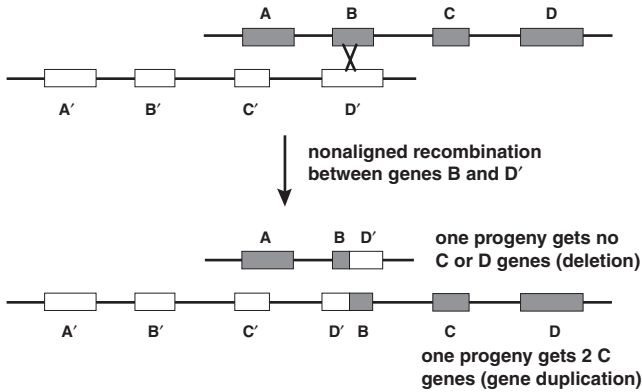 A B C D
A′ B′ C′ D′
nonaligned recombination
between genes B and D′
A B D′
one progeny gets no
C or D genes (deletion)
A′ B′ C′ D′ B C D
one progeny gets 2 C
genes (gene duplication)